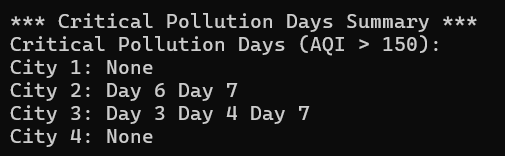 *** Critical Pollution Days Summary ***
Critical Pollution Days (AQI > 150):
City 1: None
City 2: Day 6 Day 7
City 3: Day 3 Day 4 Day 7
City 4: None